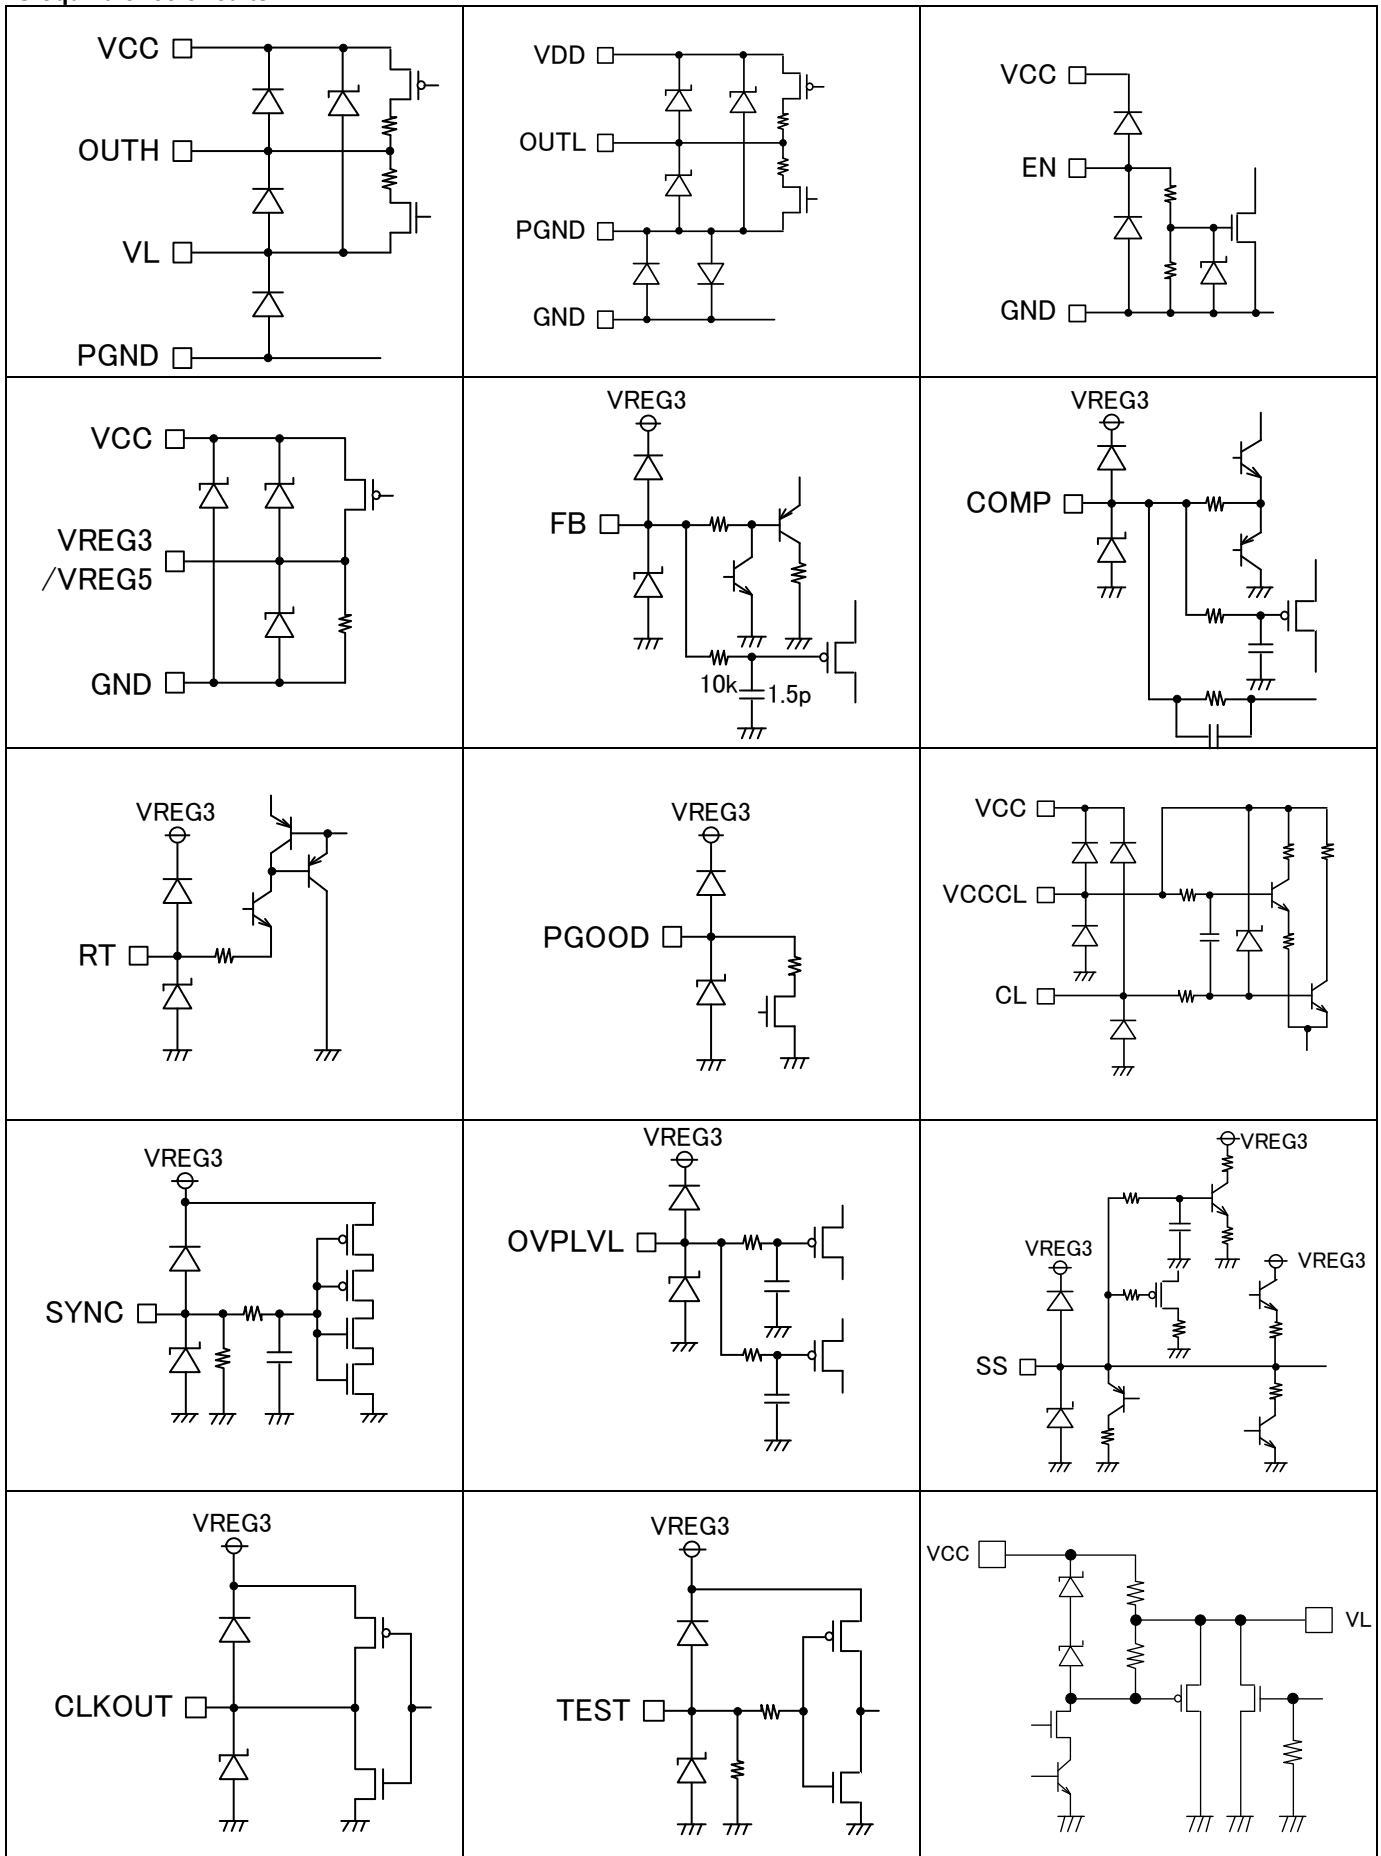 VCC
OUTH
VL
PGND
VDD
OUTL
PGND
GND
VCC
EN
GND
VCC
VREG3
/VREG5
GND
VREG3
FB
10k
1.5p
VREG3
COMP
VREG3
RT
VREG3
PGOOD
VCC
VCCCL
CL
VREG3
SYNC
VREG3
OVPLVL
VREG3
VREG3
VREG3
SS
VREG3
CLKOUT
VREG3
TEST
VCC
VL